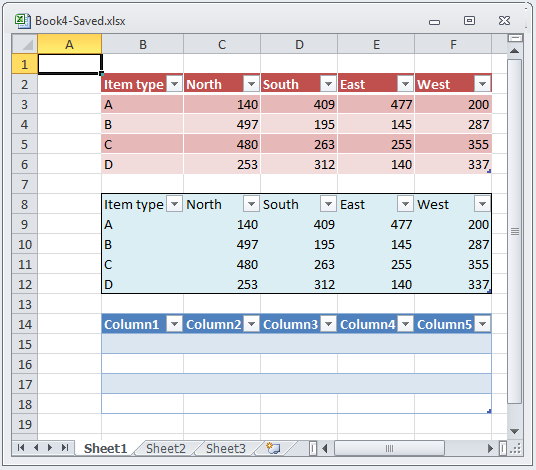 Book4-Saved.xlsx
A B C D E F
1
2 Item type North South East West
3 A 140 409 477 200
4 B 497 195 145 287
5 C 480 263 255 355
6 D 253 312 140 337
7
8 Item type North South East West
9 A 140 409 477 200
10 B 497 195 145 287
11 C 480 263 255 355
12 D 253 312 140 337
13
14 Column1 Column2 Column3 Column4 Column5
15
16
17
18
19
Sheet1 Sheet2 Sheet3